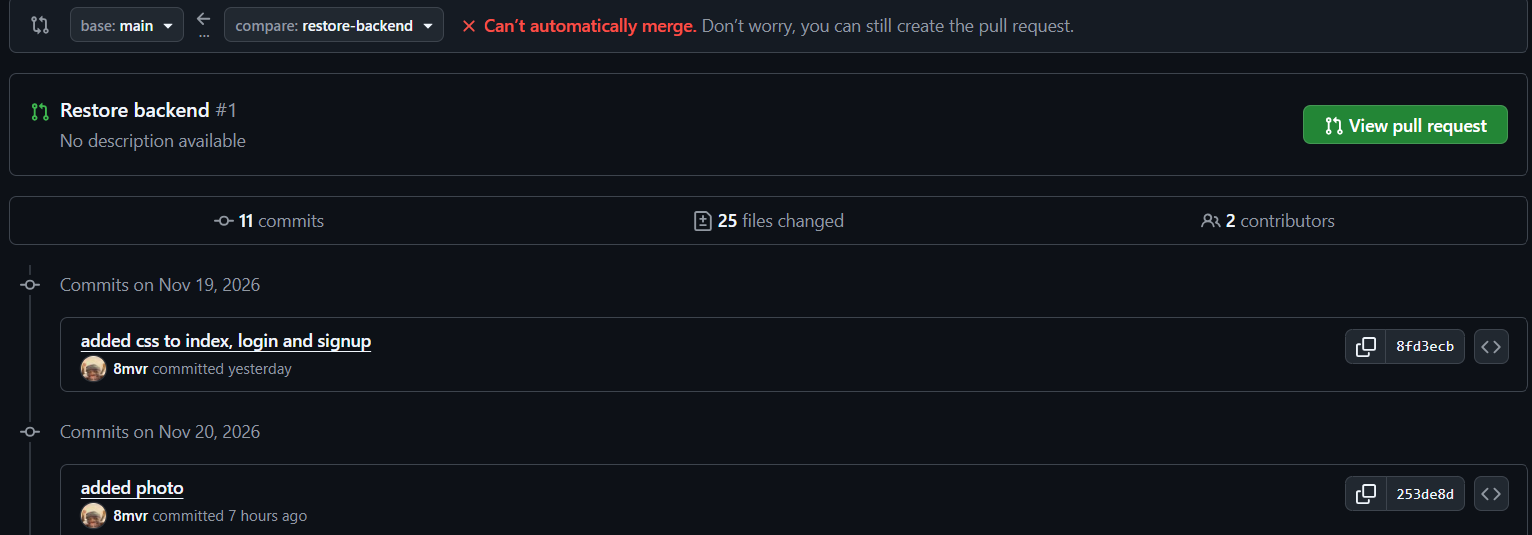 base: main compare: restore-backend Can't automatically merge. Don't worry, you can still create the pull request.
...
Restore backend #1
No description available
View pull request
11 commits 25 files changed 2 contributors
Commits on Nov 19, 2026
added css to index, login and signup
8mvr committed yesterday
8fd3ecb
Commits on Nov 20, 2026
added photo
8mvr committed 7 hours ago
253de8d